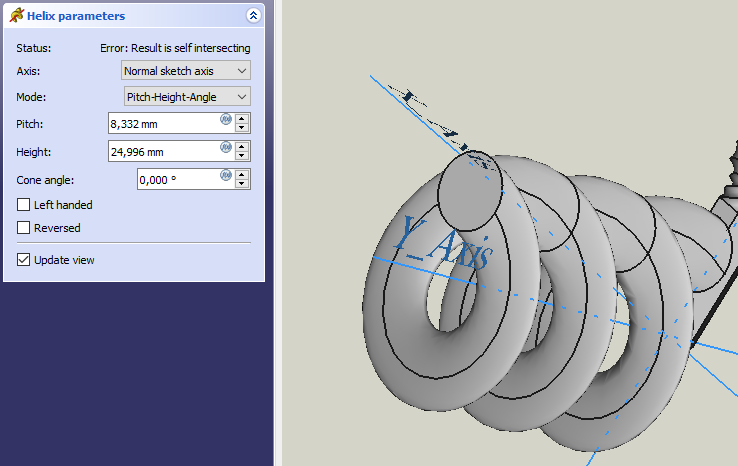 Helix parameters
Status: Error: Result is self intersecting
Axis: Normal sketch axis
Mode: Pitch-Height-Angle
Pitch: 8,332 mm
Height: 24,996 mm
Cone angle: 0,000 °
Left handed
Reversed
Update view
Y_Axis